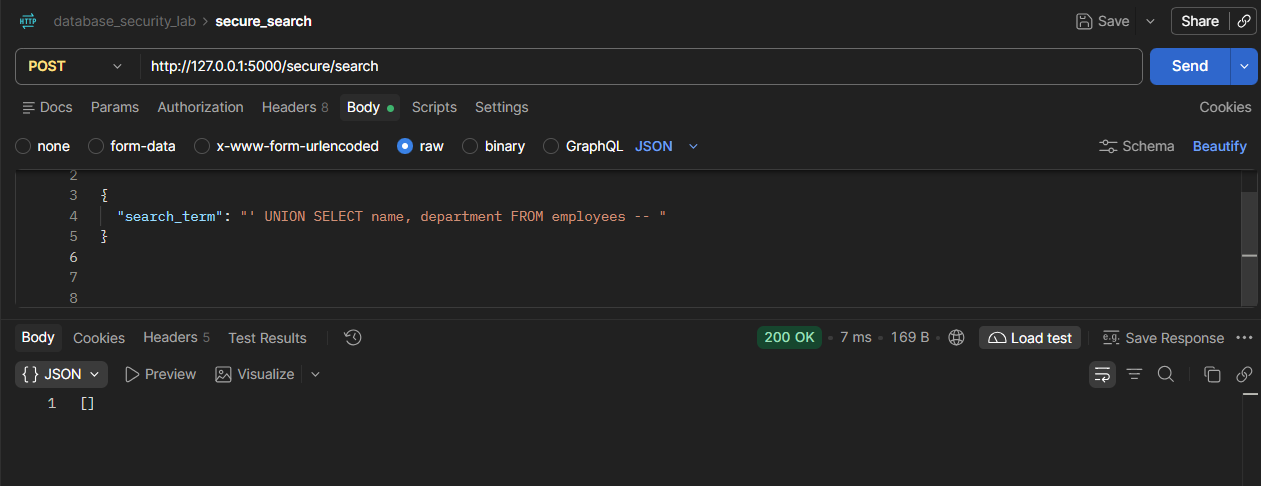 HTTP database_security_lab > secure_search Save Share
POST http://127.0.0.1:5000/secure/search Send
Docs Params Authorization Headers 8 Body Scripts Settings Cookies
none form-data x-www-form-urlencoded raw binary GraphQL JSON Schema Beautify
2
3 {
4 "search_term": "' UNION SELECT name, department FROM employees -- "
5 }
6
7
8
Body Cookies Headers 5 Test Results 200 OK • 7 ms • 169 B • Load test e.g. Save Response •••
{} JSON Preview Visualize
1 []